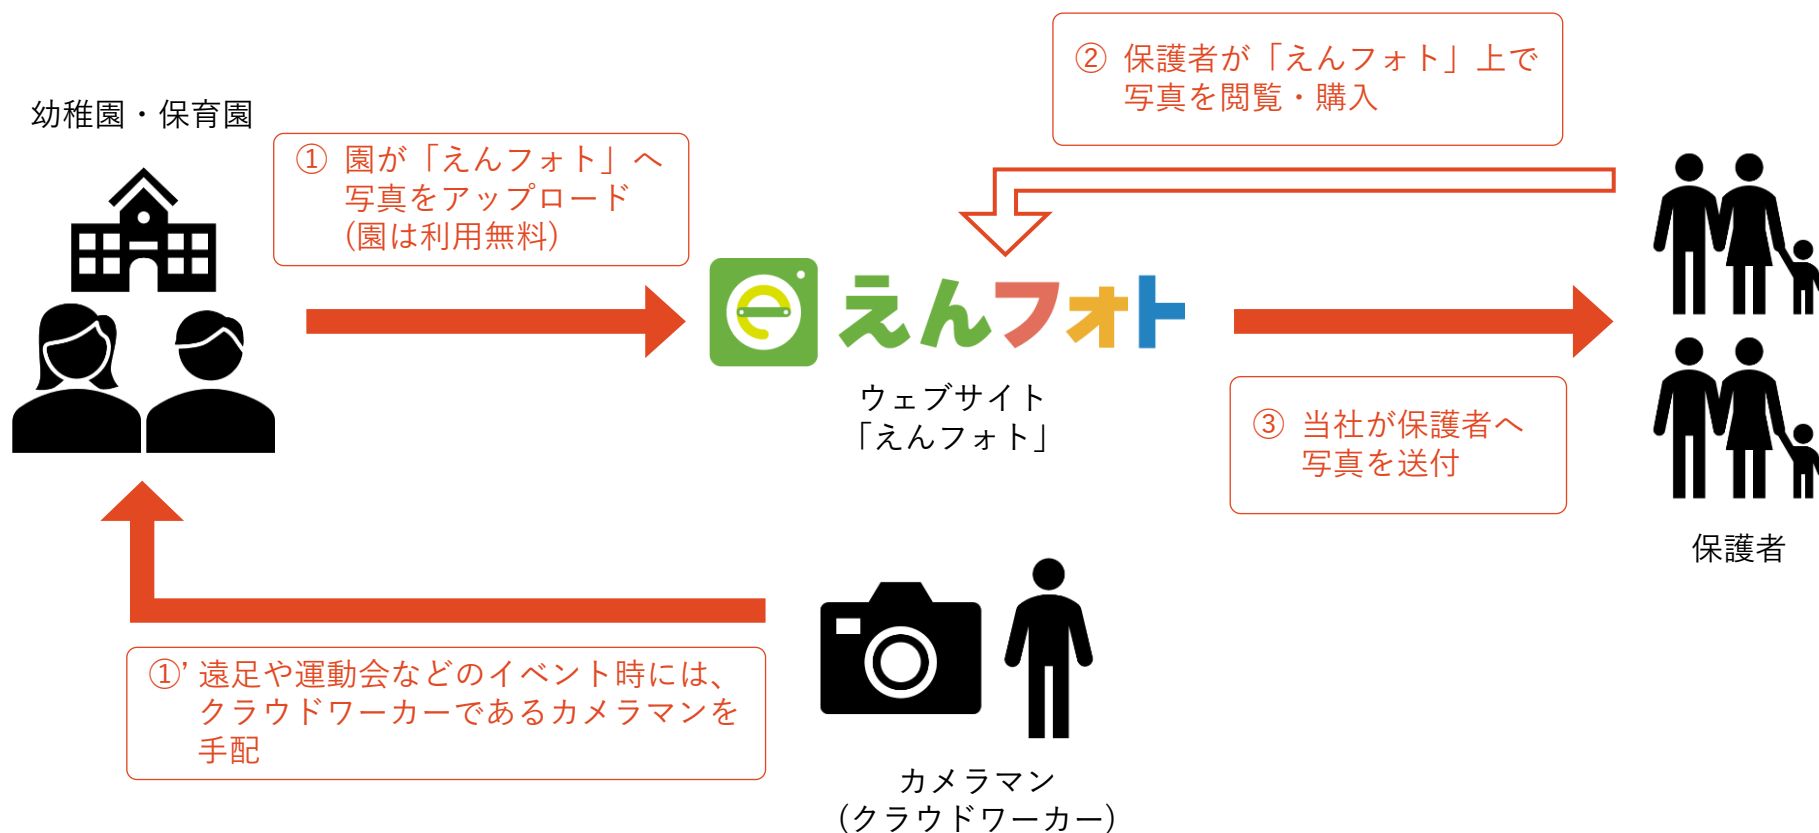 幼稚園・保育園
① 園が「えんフォト」へ
写真をアップロード
(園は利用無料)
② 保護者が「えんフォト」上で
写真を閲覧・購入
e えんフォト
ウェブサイト
「えんフォト」
③ 当社が保護者へ
写真を送付
保護者
①’ 遠足や運動会などのイベント時には、
クラウドワーカーであるカメラマンを
手配
カメラマン
(クラウドワーカー)